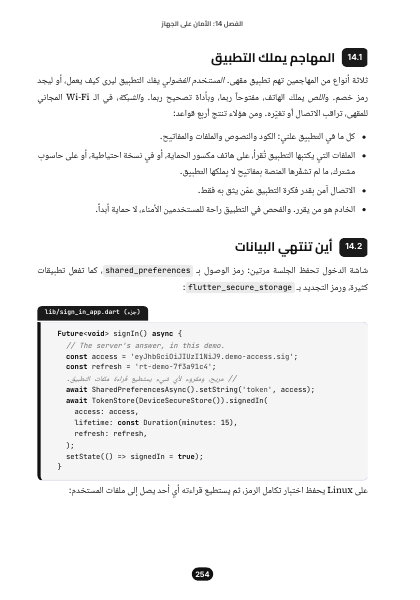 الفصل 14: الأمان على الجهاز
14.1 المهاجم يملك التطبيق
ثلاثة أنواع من المهاجمين تهم تطبيق مقهى. المستخدم الفضولي يفك التطبيق ليرى كيف يعمل، أو ليجد
رمز خصم. واللص يملك الهاتف، مفتوحاً ربما، وبأداة تصحيح ربما. والشبكة، في الـ Wi-Fi المجاني
للمقهى، تراقب الاتصال أو تغيّره. ومن هؤلاء تنتج أربع قواعد:
• كل ما في التطبيق علني: الكود والنصوص والملفات والمفاتيح.
• الملفات التي يكتبها التطبيق تُقرأ، على هاتف مكسور الحماية، أو في نسخة احتياطية، أو على حاسوب
مشترك، ما لم تشفّرها المنصة بمفاتيح لا يملكها التطبيق.
• الاتصال آمن بقدر فكرة التطبيق عمّن يثق به فقط.
• الخادم هو من يقرر. والفحص في التطبيق راحة للمستخدمين الأمناء، لا حماية أبداً.
14.2 أين تنتهي البيانات
شاشة الدخول تحفظ الجلسة مرتين: رمز الوصول بـ shared_preferences، كما تفعل تطبيقات
كثيرة، ورمز التجديد بـ flutter_secure_storage:
lib/sign_in_app.dart (جزء)
Future<void> signIn() async {
// The server's answer, in this demo.
const access = 'eyJhbGciOiJIUzI1NiJ9.demo-access.sig';
const refresh = 'rt-demo-7f3a91c4';
// مريح، ومقروء لأي شيء يستطيع قراءة ملفات التطبيق.
await SharedPreferencesAsync().setString('token', access);
await TokenStore(DeviceSecureStore()).signedIn(
access: access,
lifetime: const Duration(minutes: 15),
refresh: refresh,
);
setState(() => signedIn = true);
}
على Linux يحفظ اختبار تكامل الرمز، ثم يستطيع قراءته أي أحد يصل إلى ملفات المستخدم:
254